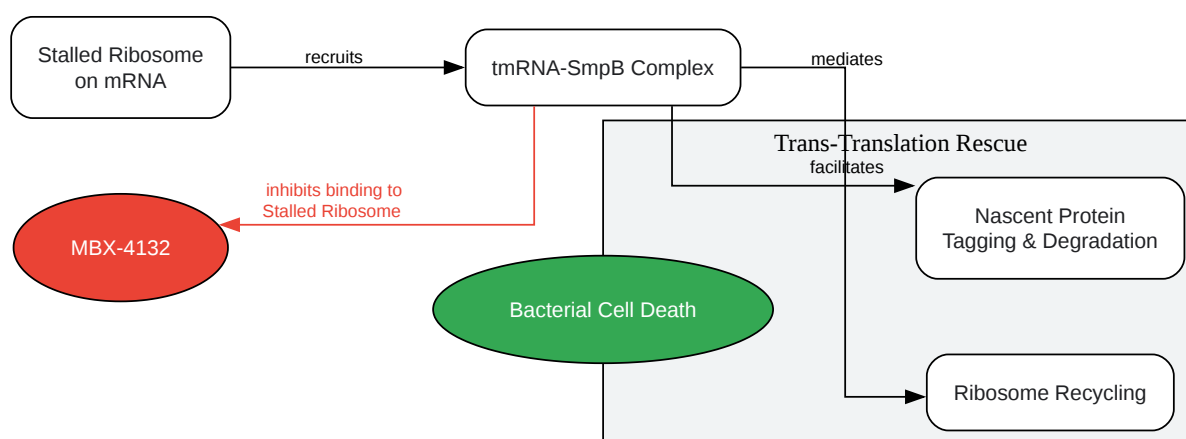 Stalled Ribosome
on mRNA
recruits
tmRNA-SmpB Complex
mediates
Trans-Translation Rescue
facilitates
inhibits binding to
Stalled Ribosome
MBX-4132
Nascent Protein
Tagging & Degradation
Bacterial Cell Death
Ribosome Recycling